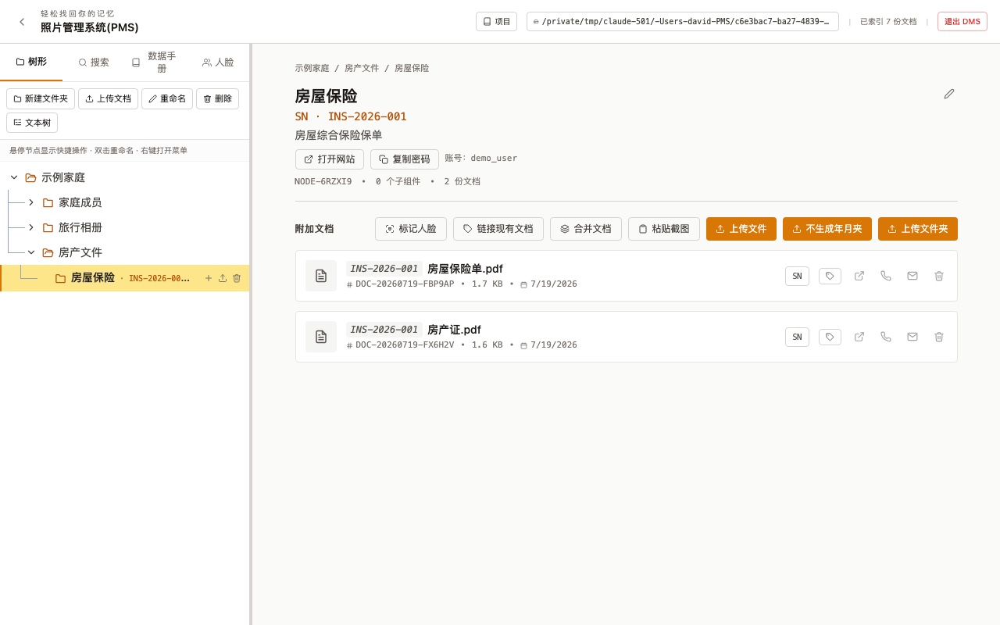 轻松找回你的记忆
照片管理系统(PMS)
项目
/private/tmp/claude-501/-Users-david-PMS/c6e3bac7-ba27-4839-…
已索引 7 份文档
退出 DMS
树形
搜索
数据手册
人脸
新建文件夹
上传文档
重命名
删除
文本树
悬停节点显示快捷操作 · 双击重命名 · 右键打开菜单
示例家庭
家庭成员
旅行相册
房产文件
房屋保险 · INS-2026-00...
示例家庭 / 房产文件 / 房屋保险
房屋保险
SN · INS-2026-001
房屋综合保险保单
打开网站
复制密码
账号: demo_user
NODE-6RZXI9 • 0 个子组件 • 2 份文档
附加文档
标记人脸
链接现有文档
合并文档
粘贴截图
上传文件
不生成年月夹
上传文件夹
INS-2026-001 房屋保险单.pdf
DOC-20260719-FBP9AP • 1.7 KB • 7/19/2026
SN
INS-2026-001 房产证.pdf
DOC-20260719-FX6H2V • 1.6 KB • 7/19/2026
SN